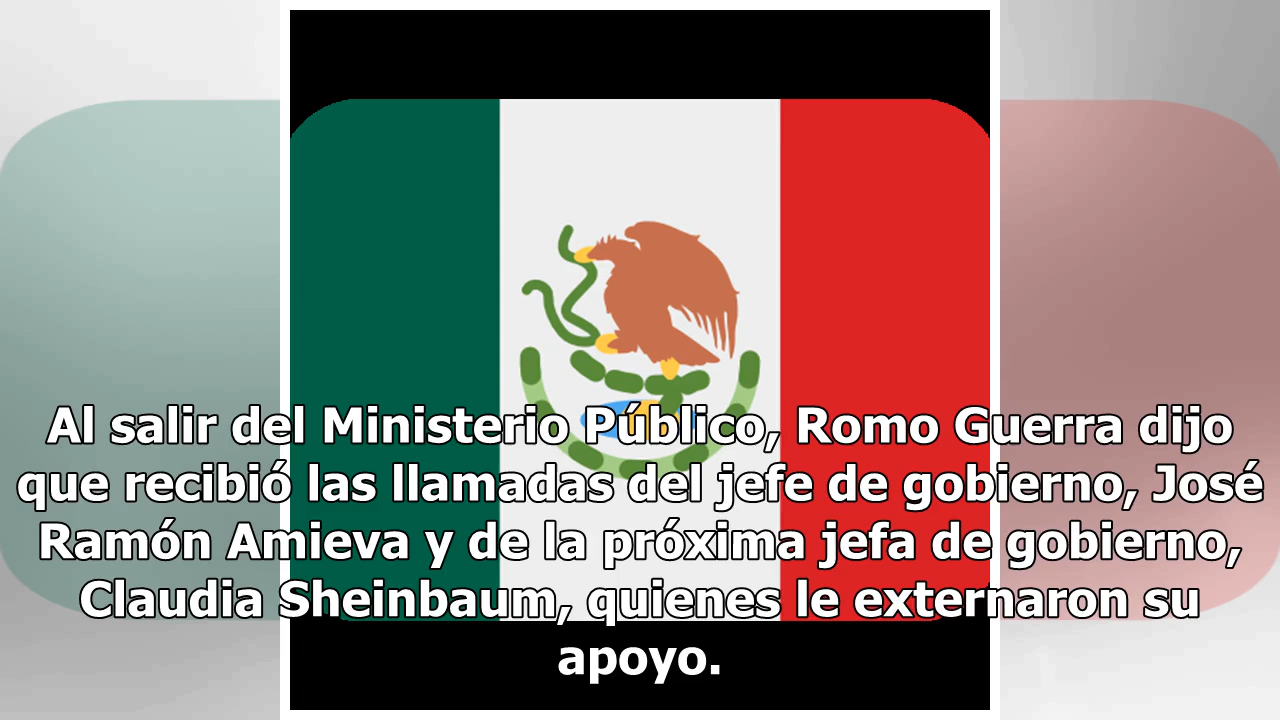 Al salir del Ministerio Público, Romo Guerra dijo
que recibió las llamadas del jefe de gobierno, José
Ramón Amieva y de la próxima jefa de gobierno,
Claudia Sheinbaum, quienes le externaron su
apoyo.